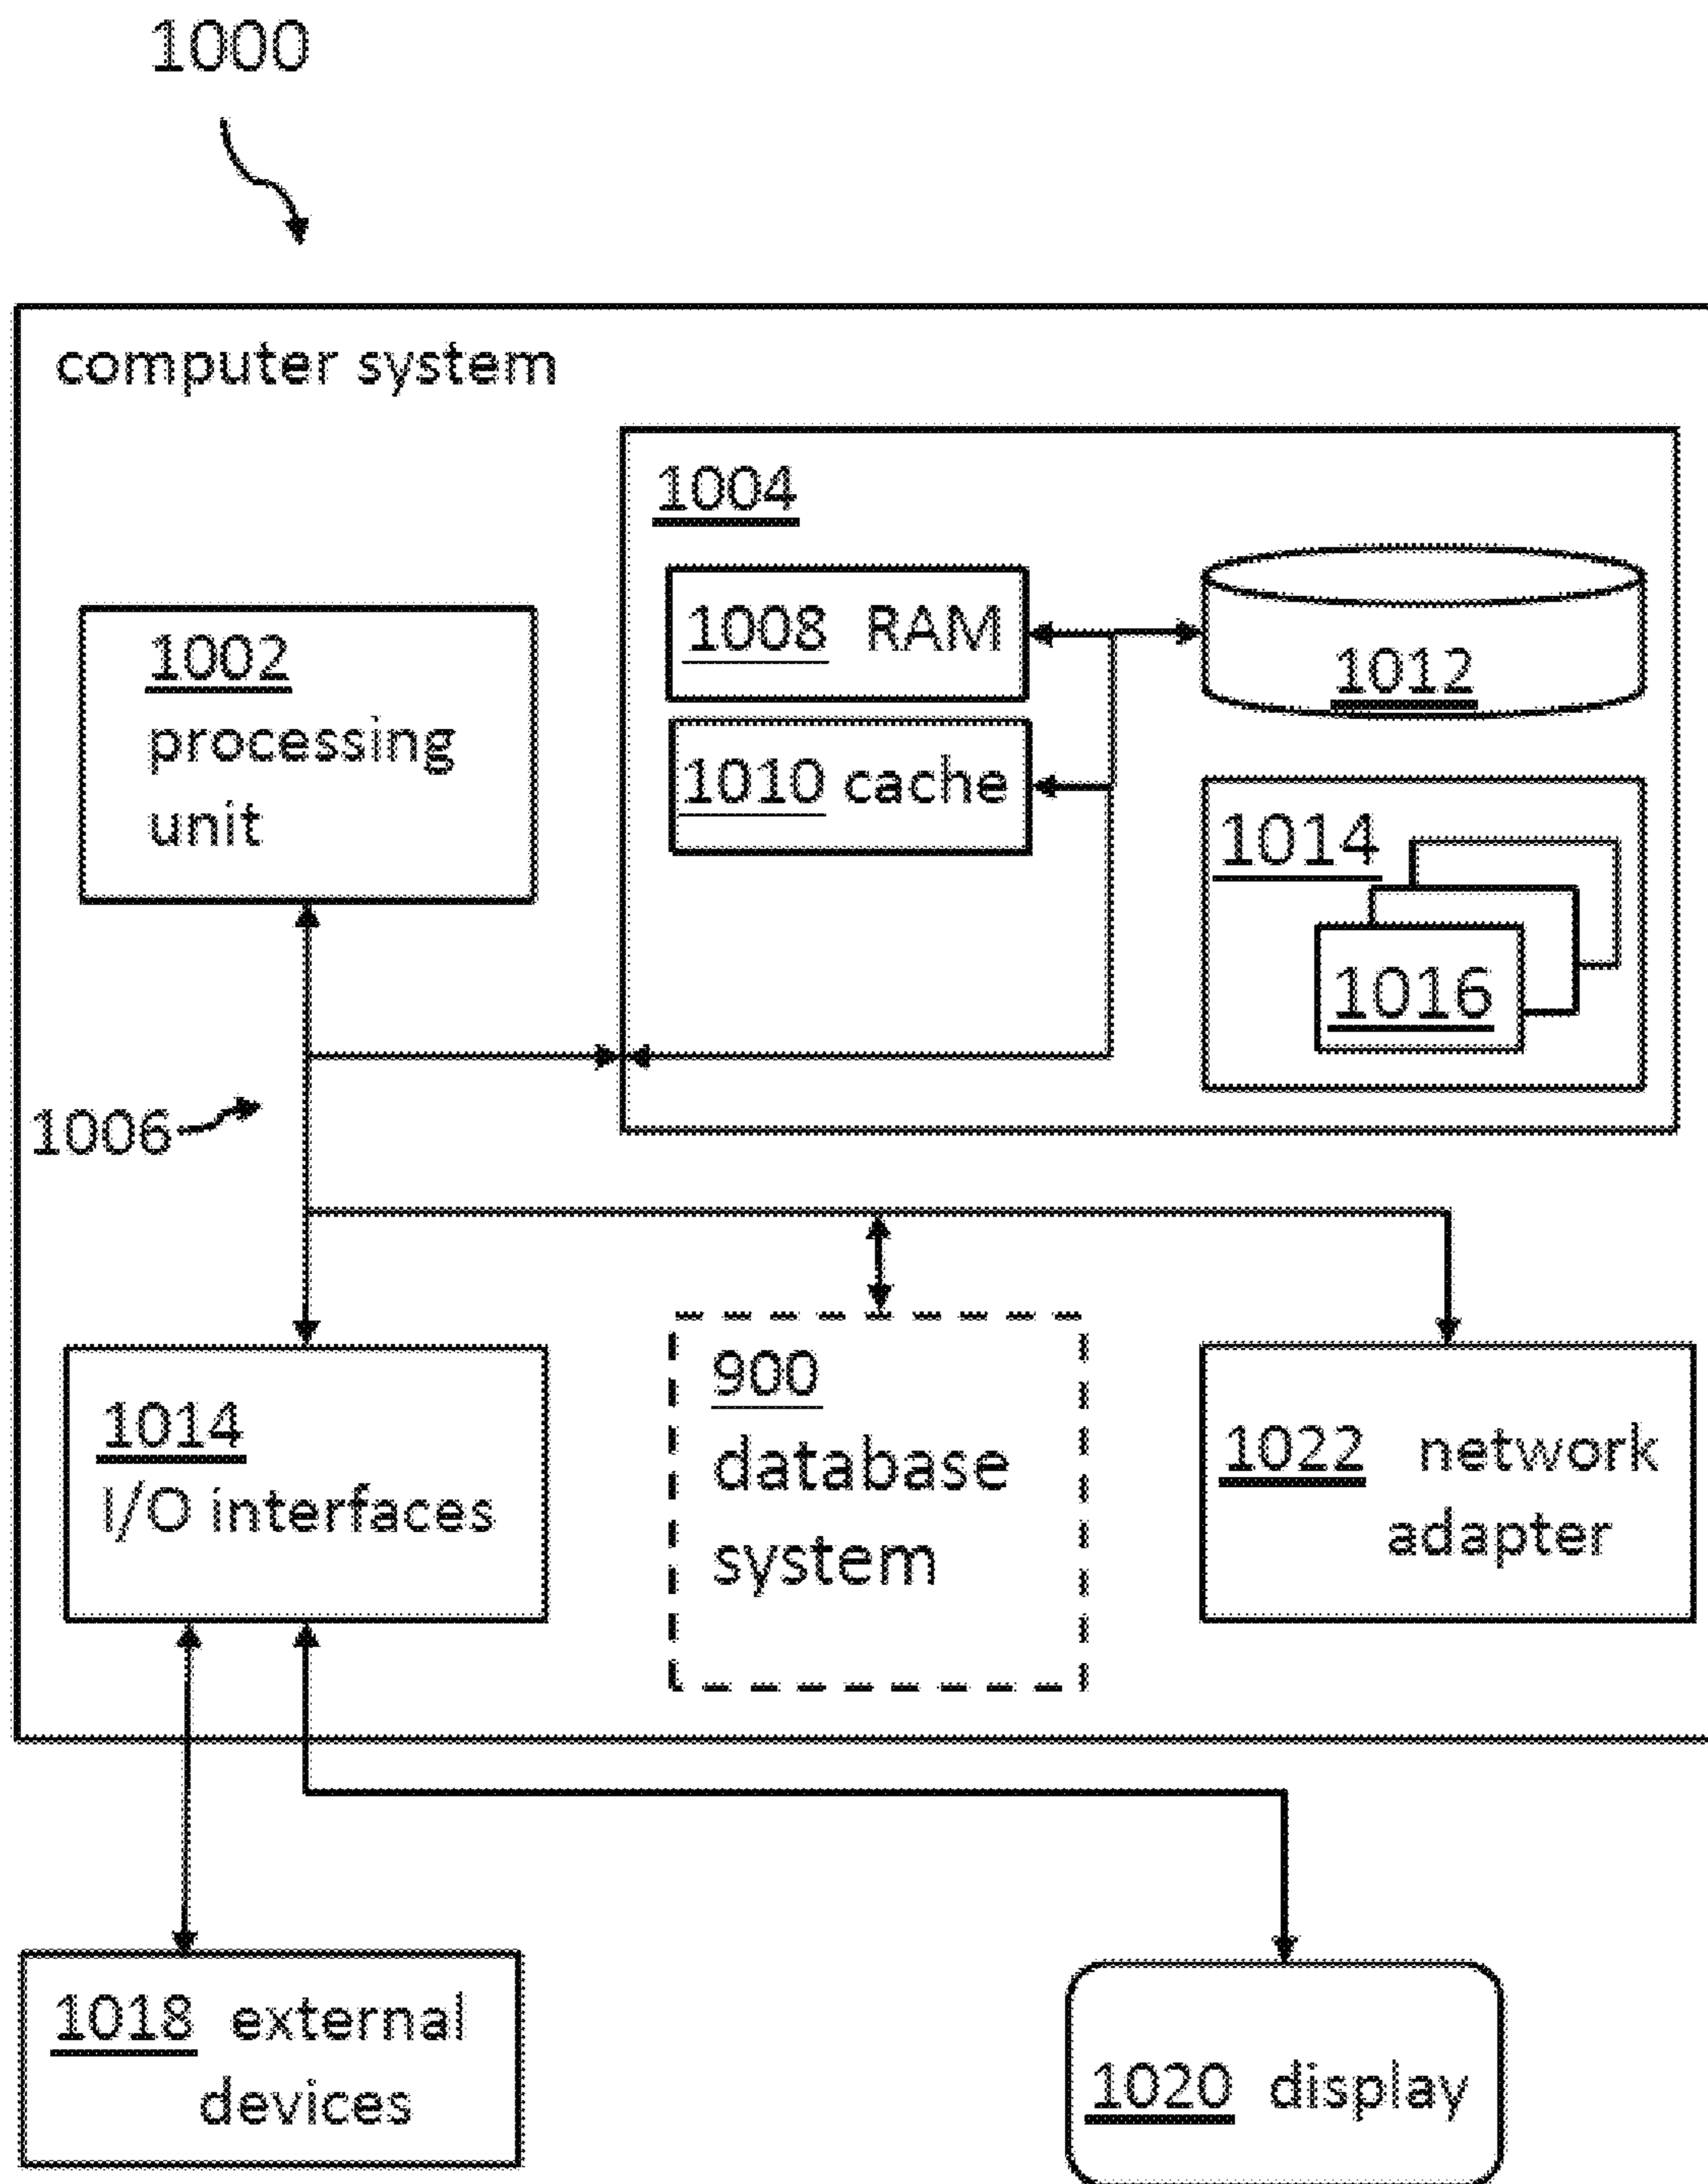 1000
computer system
1004
1008 RAM
1012
1002
processing
unit
1010 cache
1014
1016
1006
1014
I/O interfaces
900
database
system
1022 network
adapter
1018 external
devices
1020 display